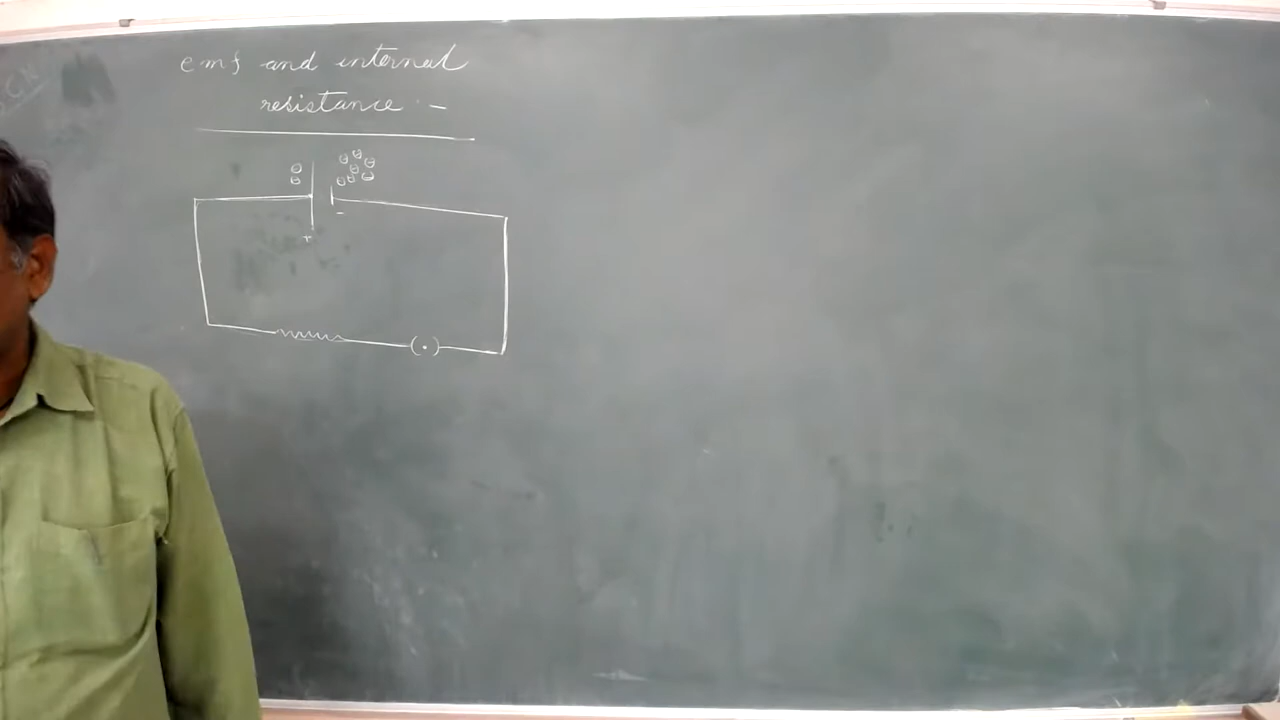 emf and internal
resistance :-
+
-